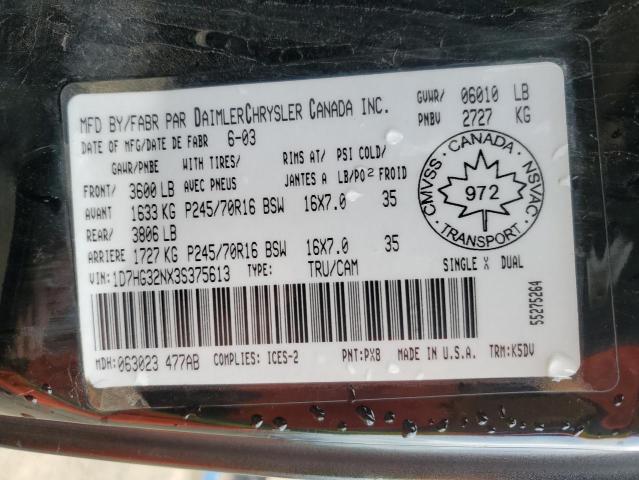 MFD BY/FABR PAR DAIMLERCHRYSLER CANADA INC.
GVWR/ 06010 LB
PNBV 2727 KG
DATE OF MFG/DATE DE FABR 6-03
GAWR/PNBE WITH TIRES/ RIMS AT/ PSI COLD/
FRONT/ 3600 LB AVEC PNEUS JANTES A LB/PO2 FROID
AVANT 1633 KG P245/70R16 BSW 16X7.0 35
REAR/ 3806 LB
ARRIERE 1727 KG P245/70R16 BSW 16X7.0 35
VIN: 1D7HG32NX3S375613 TYPE: TRU/CAM SINGLE X DUAL
CANADA
CMVSS
NSVAC
972
TRANSPORT
55275264
MDH: 063023 477AB COMPLIES: ICES-2 PNT: PX8 MADE IN U.S.A. TRM: K5DV